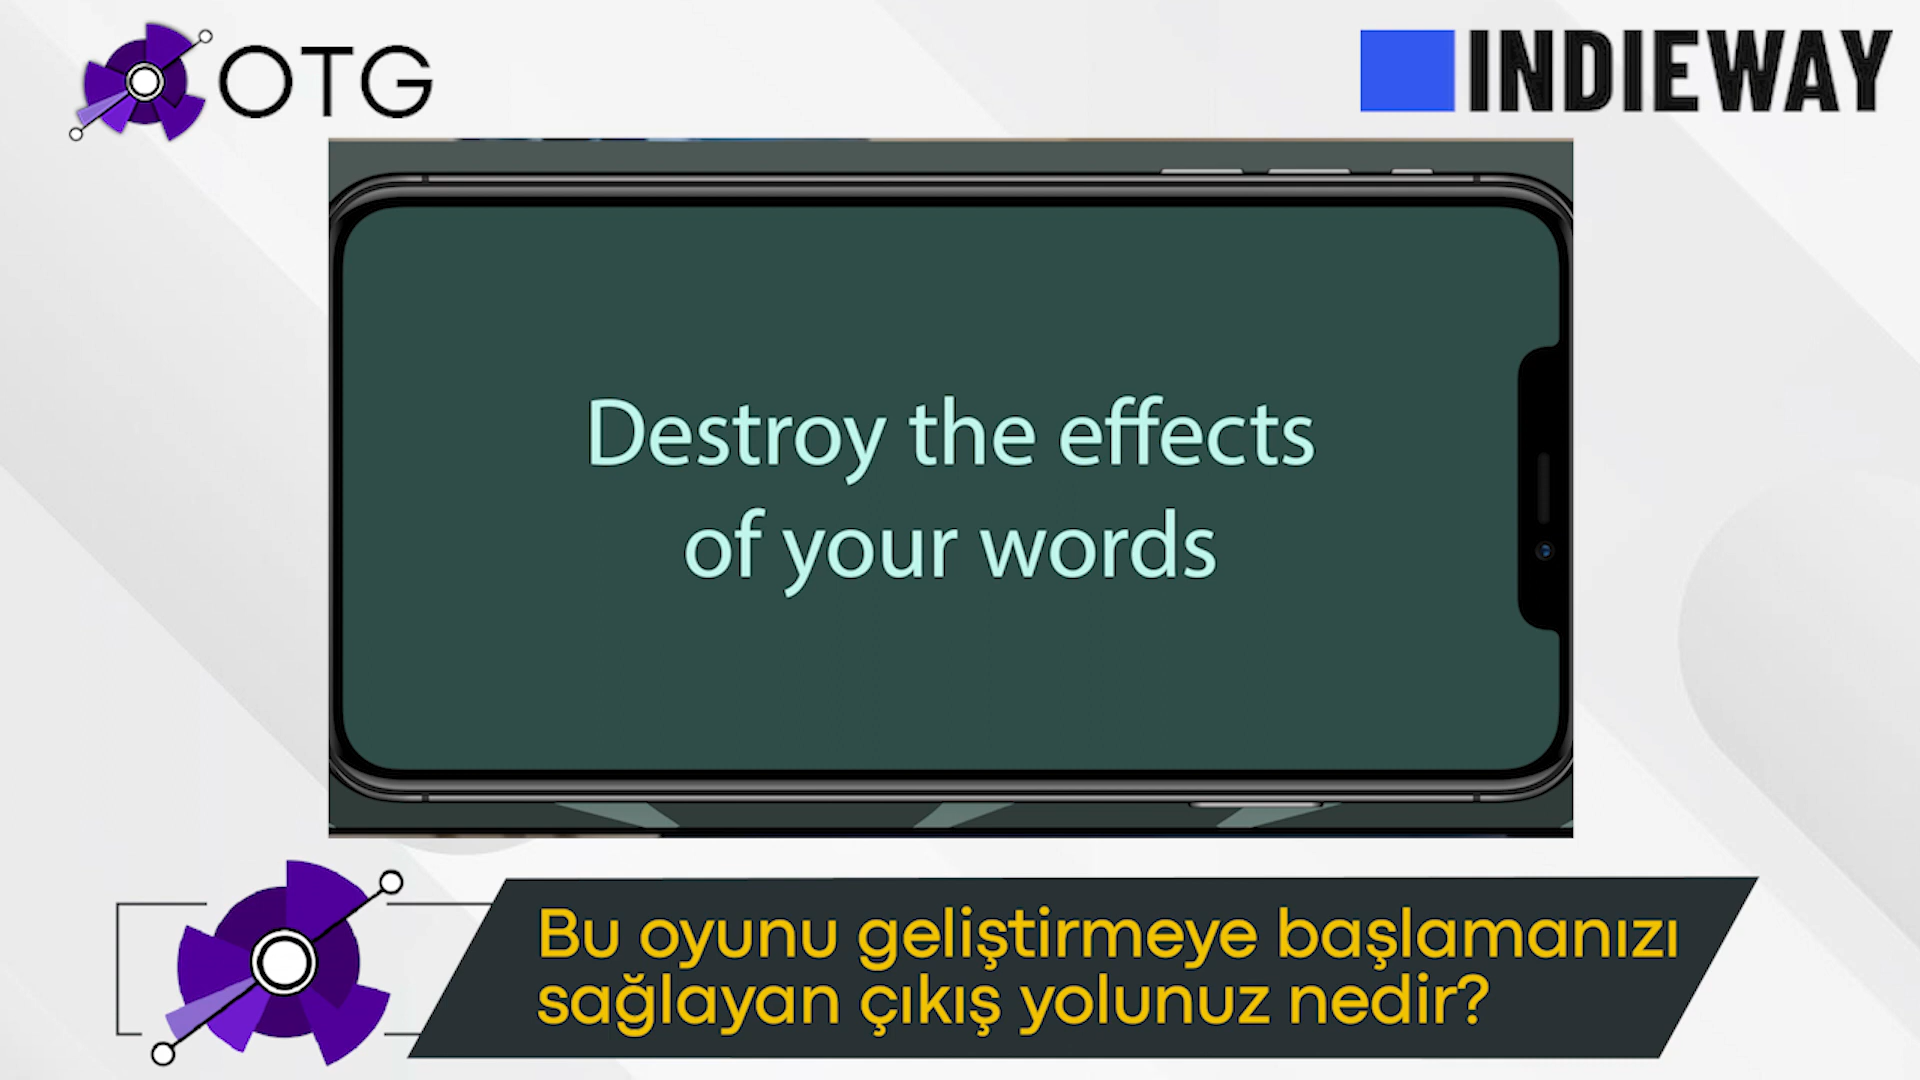 OTG
INDIEWAY
Destroy the effects
of your words
Bu oyunu geliştirmeye başlamanızı
sağlayan çıkış yolunuz nedir?